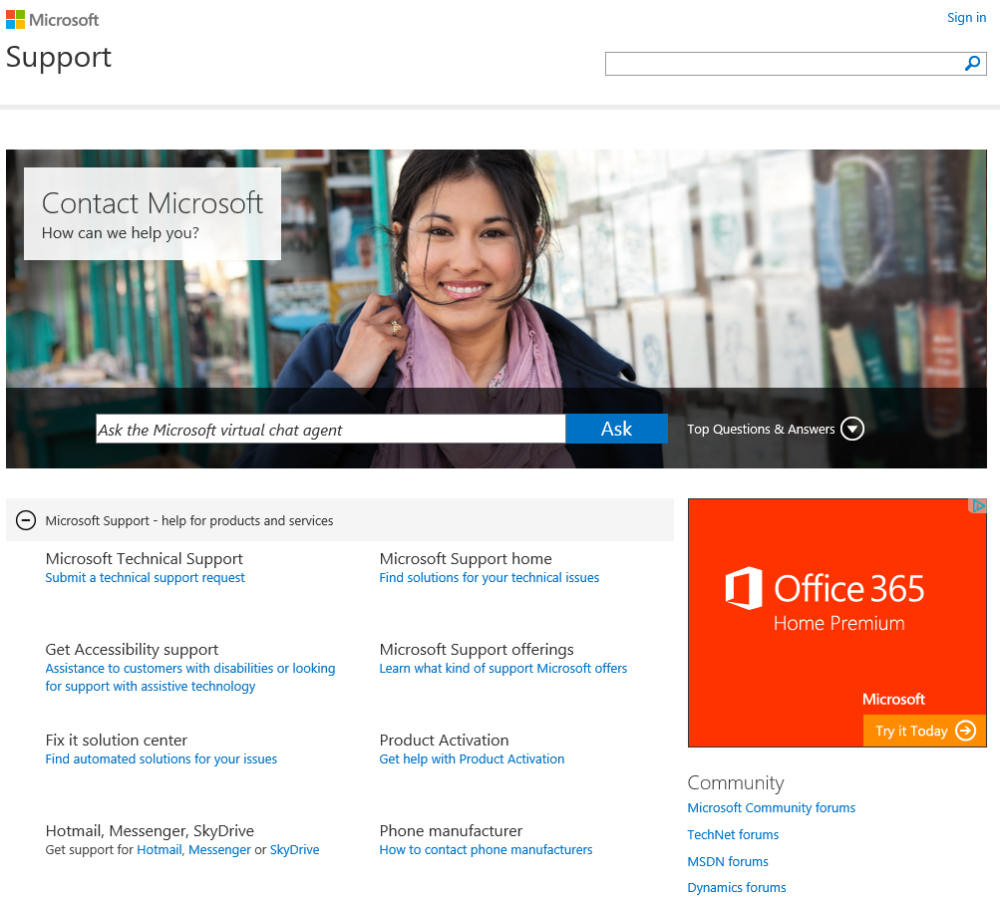 Microsoft
Sign in
Support
Contact Microsoft
How can we help you?
Ask the Microsoft virtual chat agent
Ask
Top Questions & Answers
Microsoft Support - help for products and services
Microsoft Technical Support
Submit a technical support request
Microsoft Support home
Find solutions for your technical issues
Get Accessibility support
Assistance to customers with disabilities or looking
for support with assistive technology
Microsoft Support offerings
Learn what kind of support Microsoft offers
Fix it solution center
Find automated solutions for your issues
Product Activation
Get help with Product Activation
Hotmail, Messenger, SkyDrive
Get support for Hotmail, Messenger or SkyDrive
Phone manufacturer
How to contact phone manufacturers
Office 365
Home Premium
Microsoft
Try it Today
Community
Microsoft Community forums
TechNet forums
MSDN forums
Dynamics forums